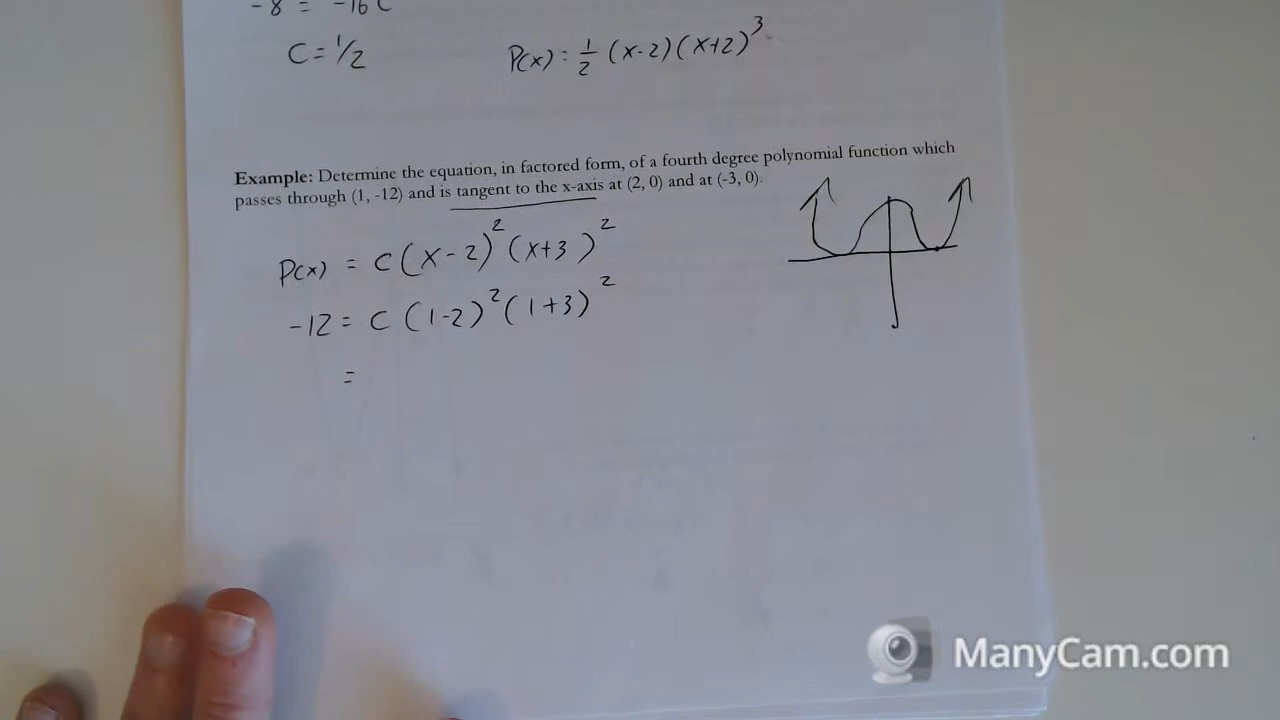 -8 = -16 C
C = 1/2
P(x) = 1/2 (x-2)(x+2)^3
Example: Determine the equation, in factored form, of a fourth degree polynomial function which
passes through (1, -12) and is tangent to the x-axis at (2, 0) and at (-3, 0).
P(x) = C(x-2)^2(x+3)^2
-12 = C (1-2)^2(1+3)^2
=
ManyCam.com